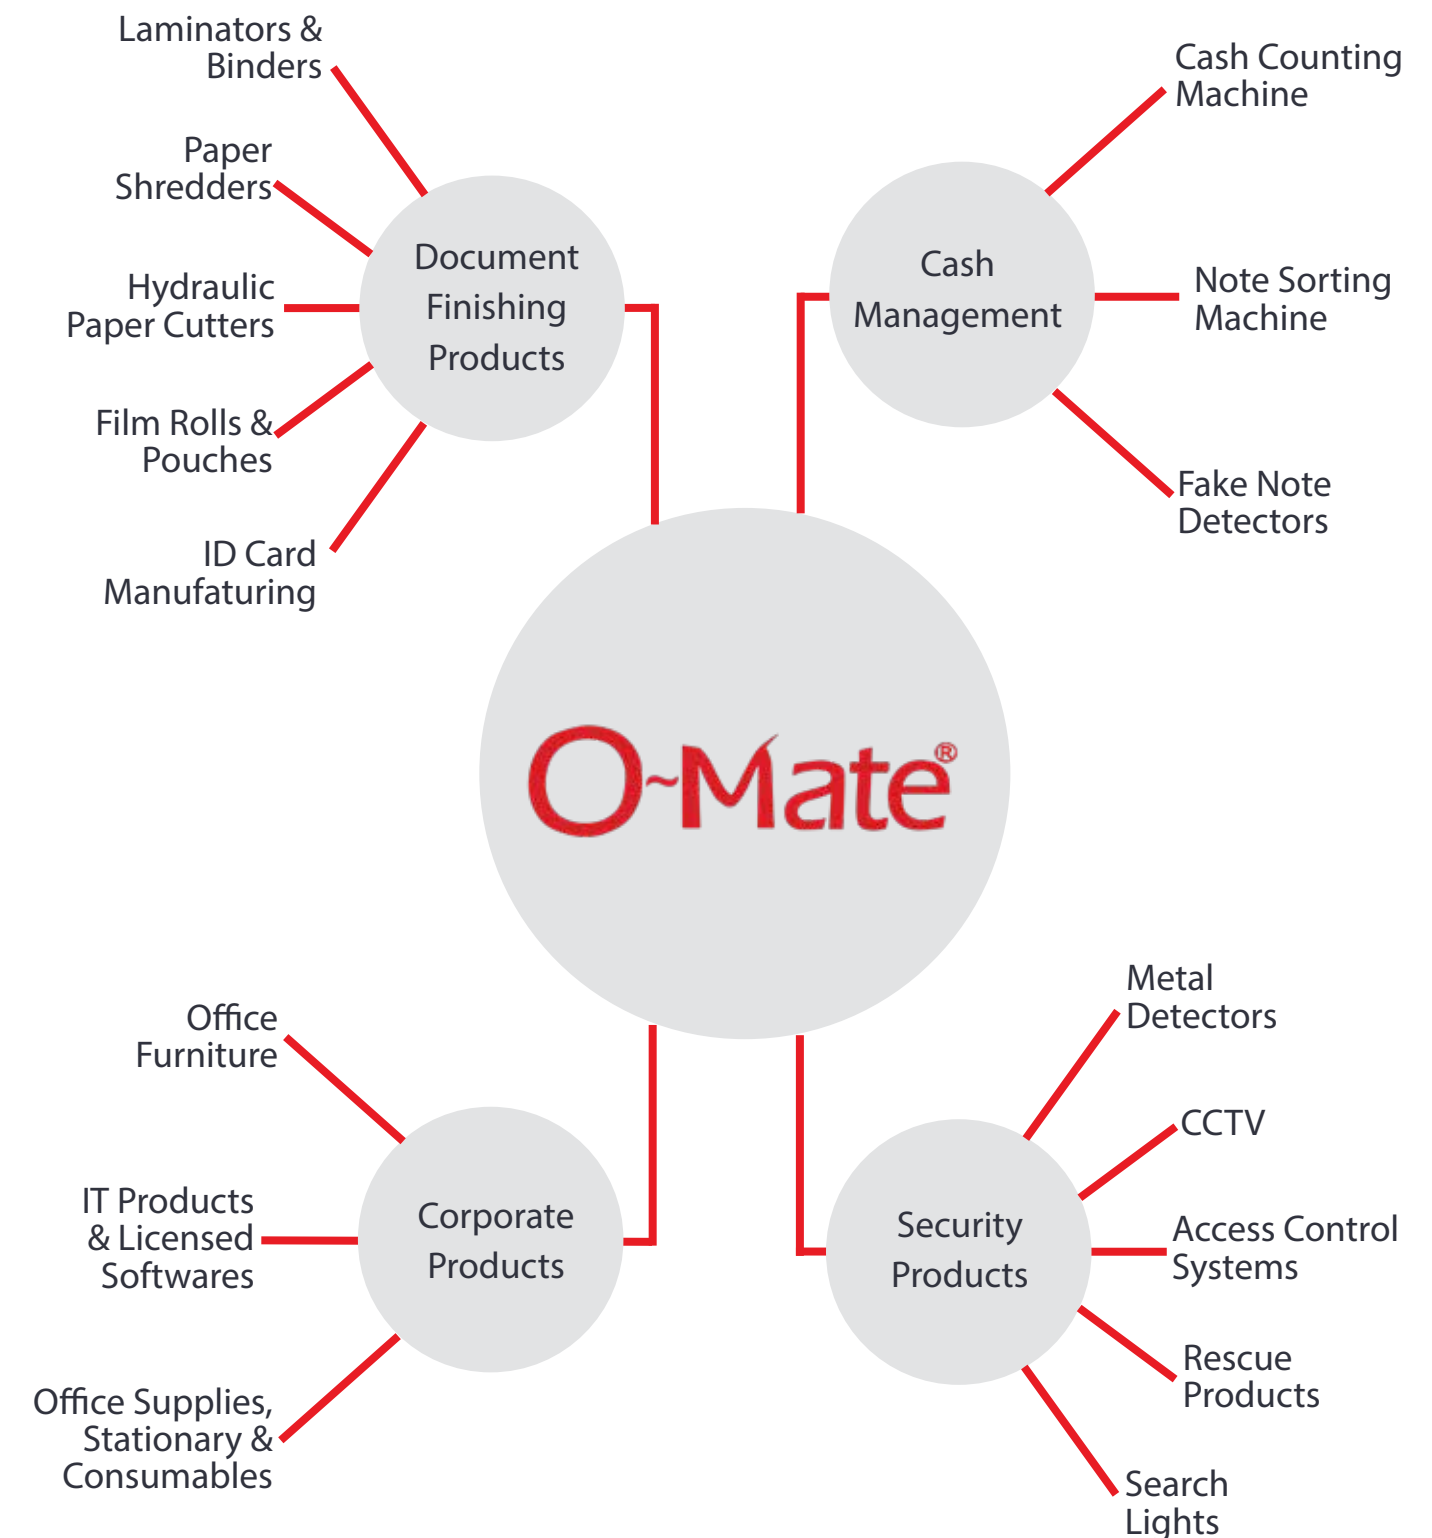 Laminators &
Binders
Paper
Shredders
Hydraulic
Paper Cutters
Film Rolls &
Pouches
ID Card
Manufaturing
Document
Finishing
Products
Cash
Management
Cash Counting
Machine
Note Sorting
Machine
Fake Note
Detectors
O~Mate®
Office
Furniture
IT Products
& Licensed
Softwares
Office Supplies,
Stationary &
Consumables
Corporate
Products
Security
Products
Metal
Detectors
CCTV
Access Control
Systems
Rescue
Products
Search
Lights